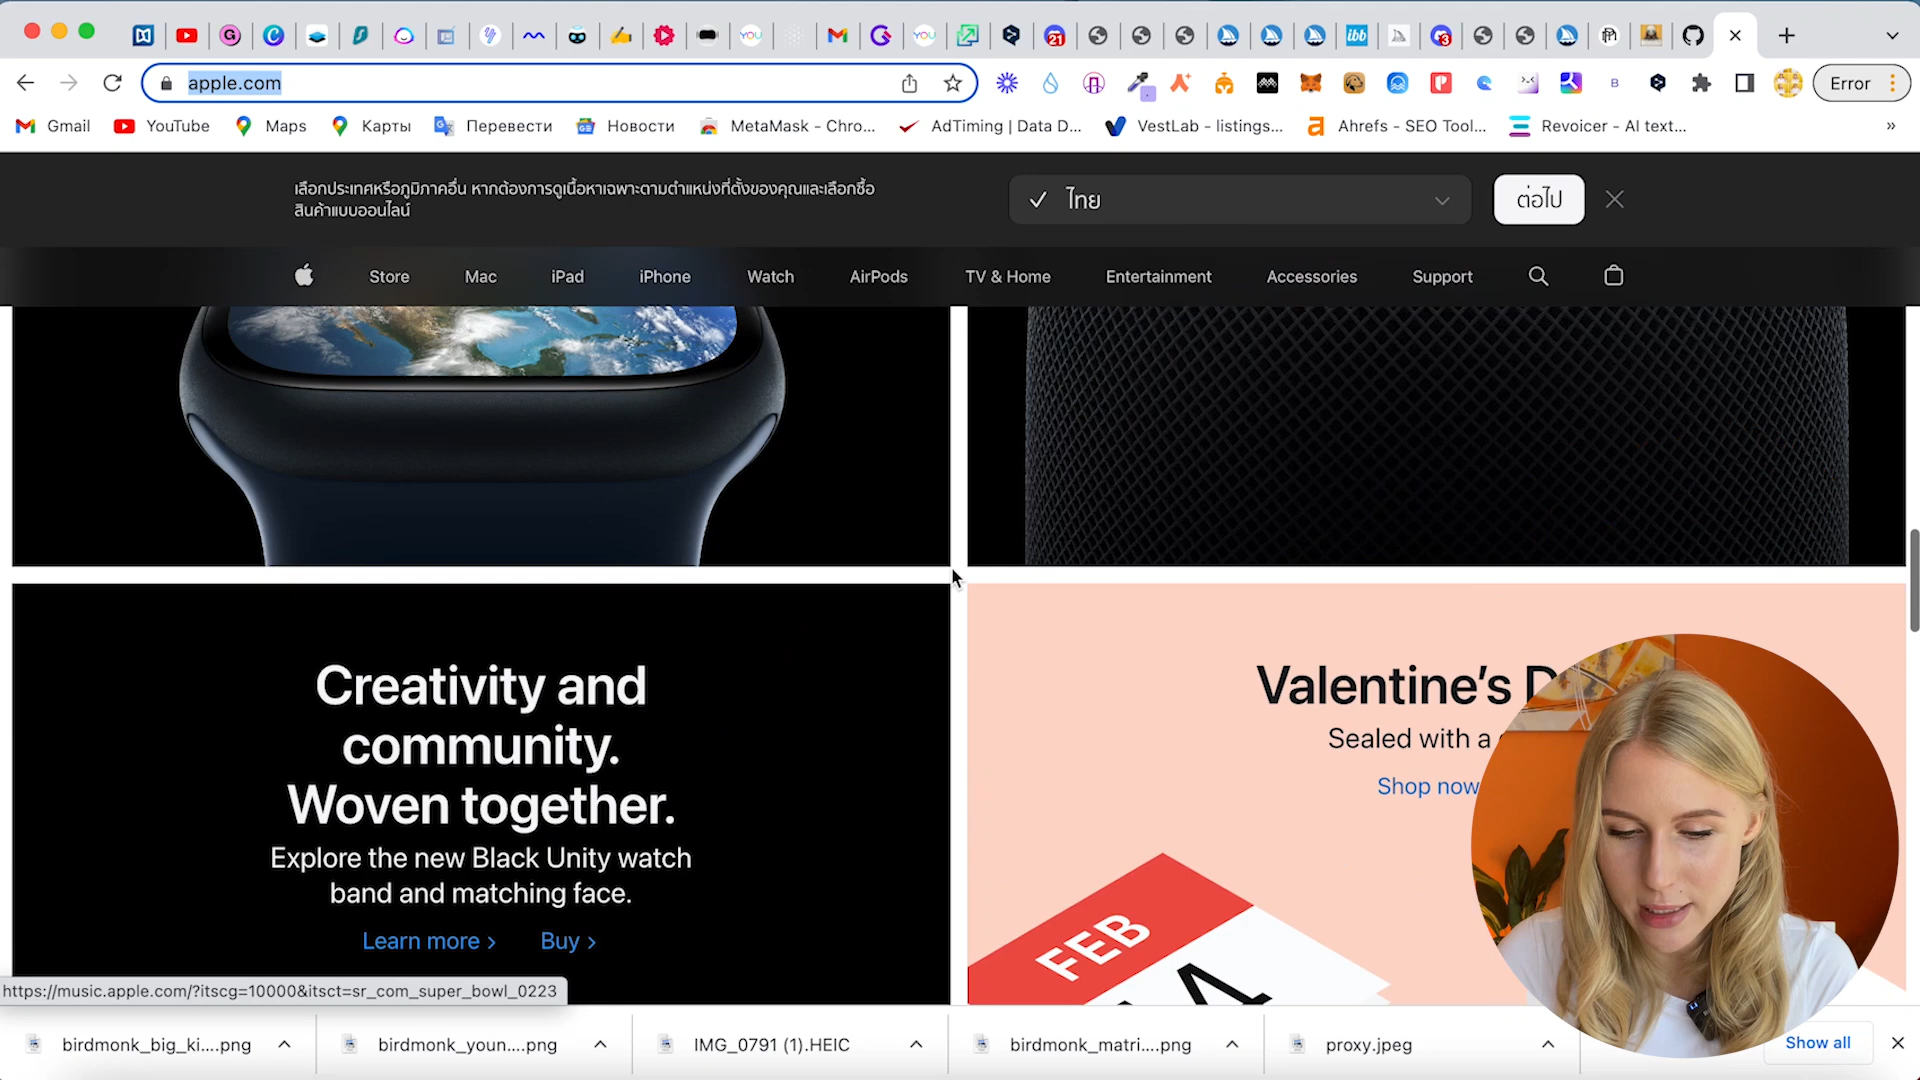 21
YOU
YOU
ibb
3
apple.com
Error
Gmail
YouTube
Maps
Карты
Перевести
Новости
MetaMask - Chro...
AdTiming | Data D...
VestLab - listings...
Ahrefs - SEO Tool...
Revoicer - AI text...
เลือกประเทศหรือภูมิภาคอื่น หากต้องการดูเนื้อหาเฉพาะตามตำแหน่งที่ตั้งของคุณและเลือกซื้อ
สินค้าแบบออนไลน์
ไทย
ต่อไป
Store
Mac
iPad
iPhone
Watch
AirPods
TV & Home
Entertainment
Accessories
Support
Creativity and
community.
Woven together.
Explore the new Black Unity watch
band and matching face.
Learn more >
Buy >
Valentine's D
Sealed with a
Shop now
FEB
14
https://music.apple.com/?itscg=10000&itsct=sr_com_super_bowl_0223
birdmonk_big_ki....png
birdmonk_youn....png
IMG_0791 (1).HEIC
birdmonk_matri....png
proxy.jpeg
Show all